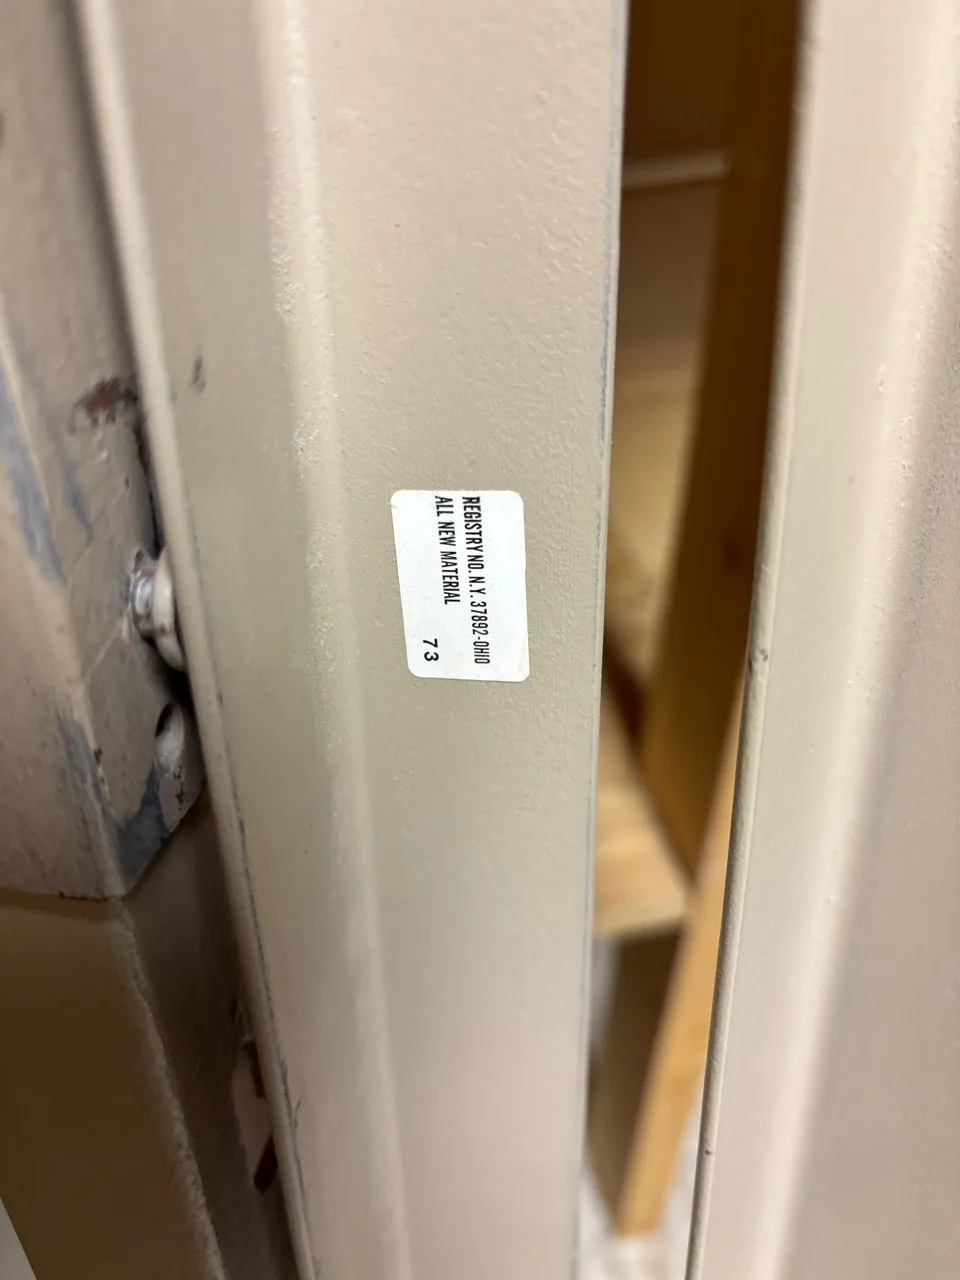 REGISTRY NO. N.Y. 37892-OHIO
ALL NEW MATERIAL
73